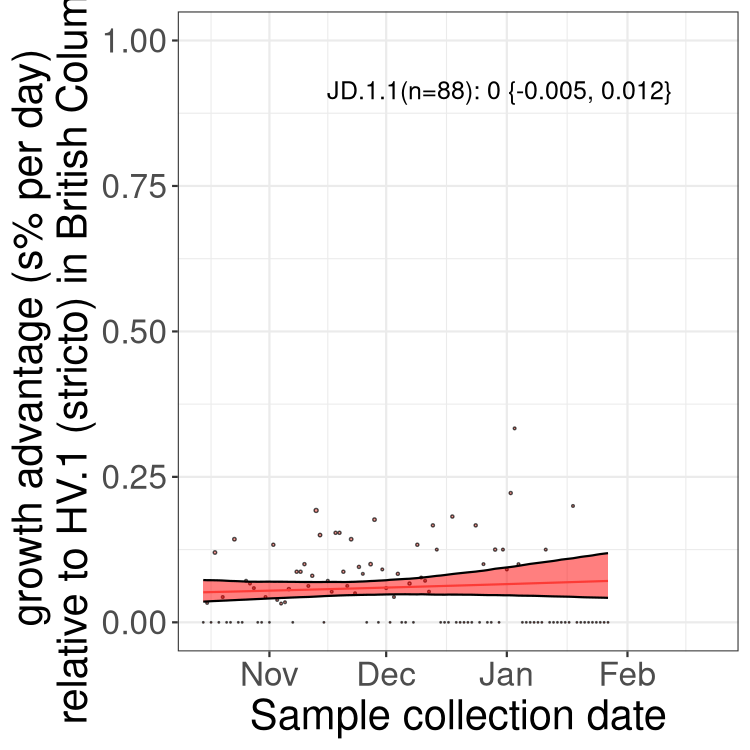 growth advantage (s% per day)
relative to HV.1 (stricto) in British Colum
1.00
0.75
0.50
0.25
0.00
JD.1.1(n=88): 0 {-0.005, 0.012}
Nov Dec Jan Feb
Sample collection date